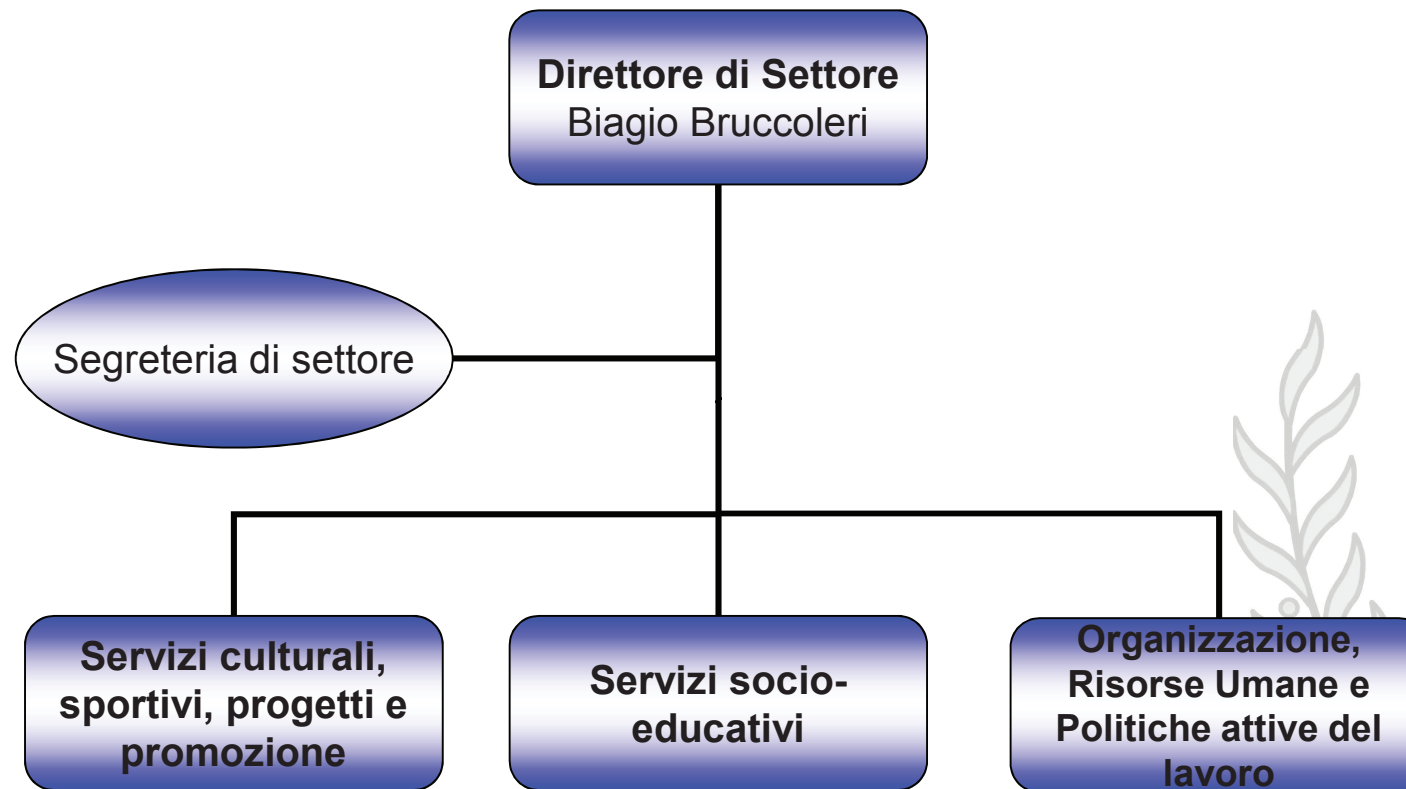 Direttore di Settore
Biagio Bruccoleri
Segreteria di settore
Servizi culturali,
sportivi, progetti e
promozione
Servizi socio-
educativi
Organizzazione,
Risorse Umane e
Politiche attive del
lavoro